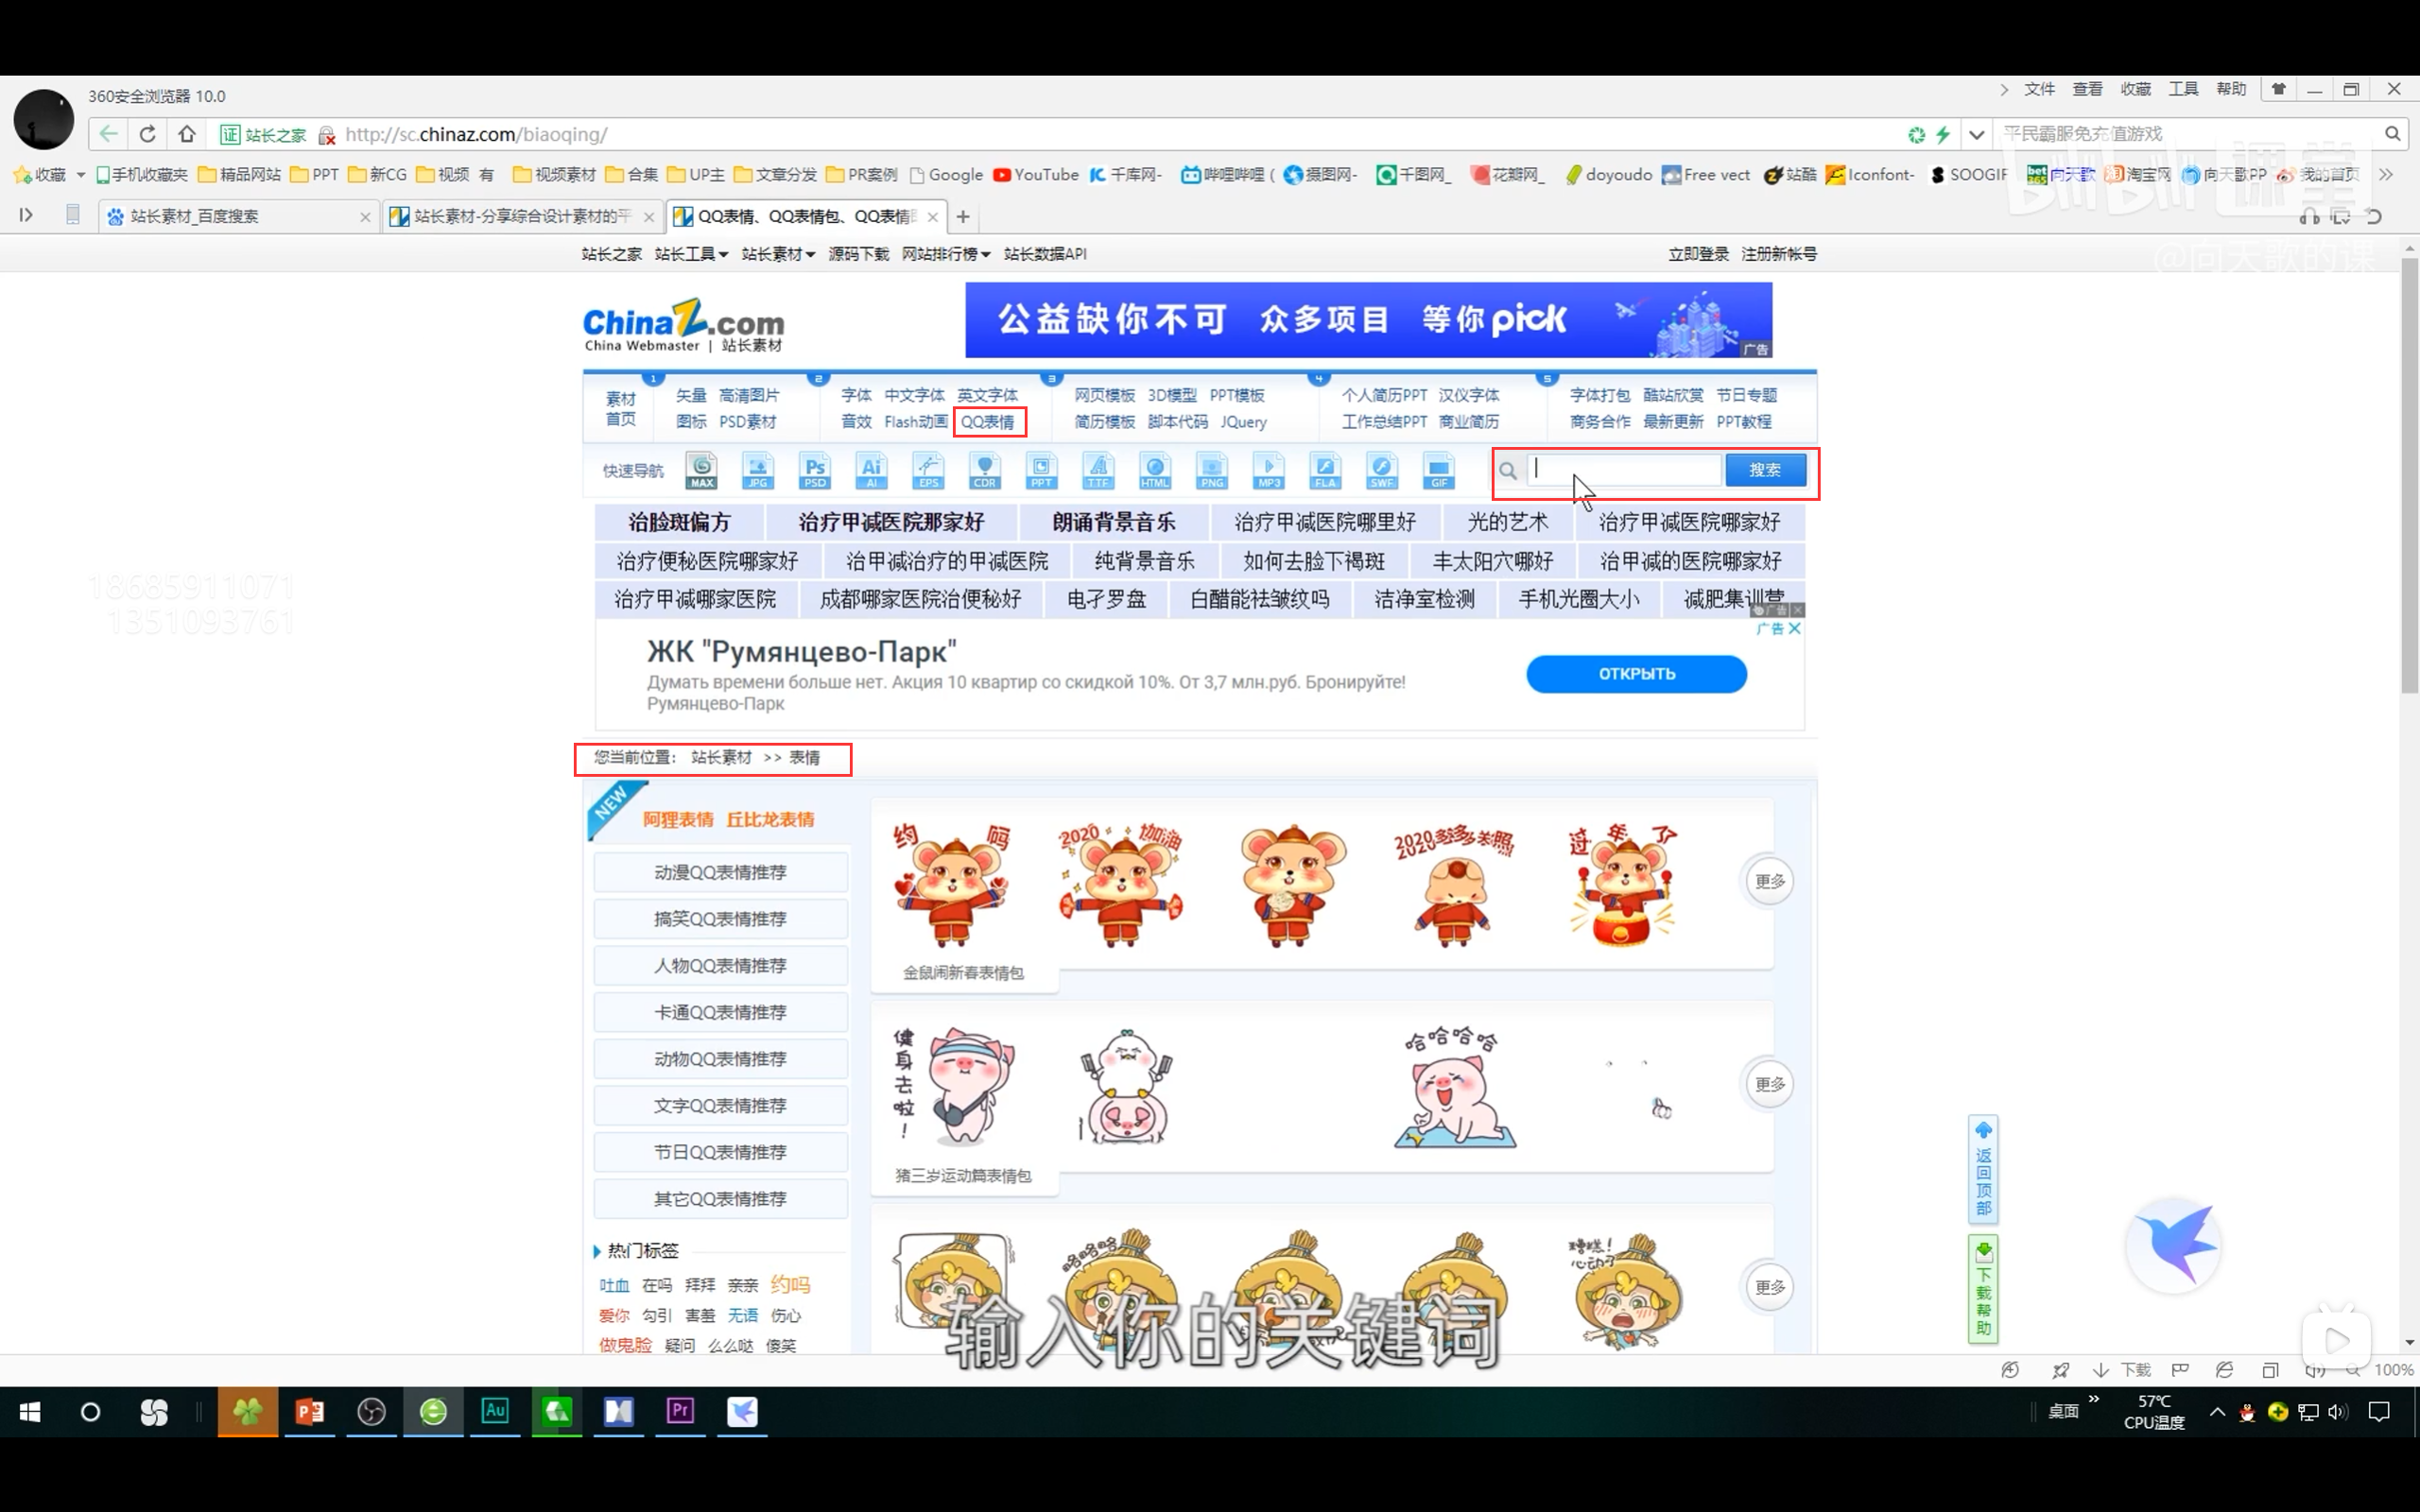 360安全浏览器 10.0
文件 查看 收藏 工具 帮助
证 站长之家 http://sc.chinaz.com/biaoqing/
平民霸服免充值游戏
收藏 手机收藏夹 精品网站 PPT 新CG 视频 有 视频素材 合集 UP主 文章分发 PR案例 Google YouTube 千库网- 哔哩哔哩 ( 摄图网- 千图网_ 花瓣网_ doyoudo Free vect 站酷 Iconfont- SOOGIF 向天歌 淘宝网 向天歌PP 我的首页
bilibili 课堂
站长素材_百度搜索 站长素材-分享综合设计素材的平 QQ表情、QQ表情包、QQ表情
@向天歌的课
站长之家 站长工具 站长素材 源码下载 网站排行榜 站长数据API
立即登录 注册新帐号
ChinaZ.com
China Webmaster | 站长素材
公益缺你不可 众多项目 等你pick
广告
1 2 3 4 5
素材 矢量 高清图片 字体 中文字体 英文字体 网页模板 3D模型 PPT模板 个人简历PPT 汉仪字体 字体打包 酷站欣赏 节日专题
首页 图标 PSD素材 音效 Flash动画 QQ表情 简历模板 脚本代码 JQuery 工作总结PPT 商业简历 商务合作 最新更新 PPT教程
快速导航 MAX JPG PSD AI EPS CDR PPT TTF HTML PNG MP3 FLA SWF GIF 搜索
治脸斑偏方 治疗甲减医院那家好 朗诵背景音乐 治疗甲减医院哪里好 光的艺术 治疗甲减医院哪家好
治疗便秘医院哪家好 治甲减治疗的甲减医院 纯背景音乐 如何去脸下褐斑 丰太阳穴哪好 治甲减的医院哪家好
治疗甲减哪家医院 成都哪家医院治便秘好 电子罗盘 白醋能祛皱纹吗 洁净室检测 手机光圈大小 减肥集训营
广告
广告
18685911071
1351093761
ЖК "Румянцево-Парк"
Думать времени больше нет. Акция 10 квартир со скидкой 10%. От 3,7 млн.руб. Бронируйте!
Румянцево-Парк
ОТКРЫТЬ
您当前位置： 站长素材 >> 表情
NEW
阿狸表情 丘比龙表情
动漫QQ表情推荐
搞笑QQ表情推荐
人物QQ表情推荐
卡通QQ表情推荐
动物QQ表情推荐
文字QQ表情推荐
节日QQ表情推荐
其它QQ表情推荐
热门标签
吐血 在吗 拜拜 亲亲 约吗
爱你 勾引 害羞 无语 伤心
做鬼脸 疑问 么么哒 傻笑
约吗
2020 加油
2020多多关照
过年了
更多
金鼠闹新春表情包
健身去啦！
哈哈哈哈
更多
猪三岁运动篇表情包
咯咯咯
糟糕！
心动了
更多
返回顶部
下载帮助
输入你的关键词
下载
100%
桌面
57℃
CPU温度